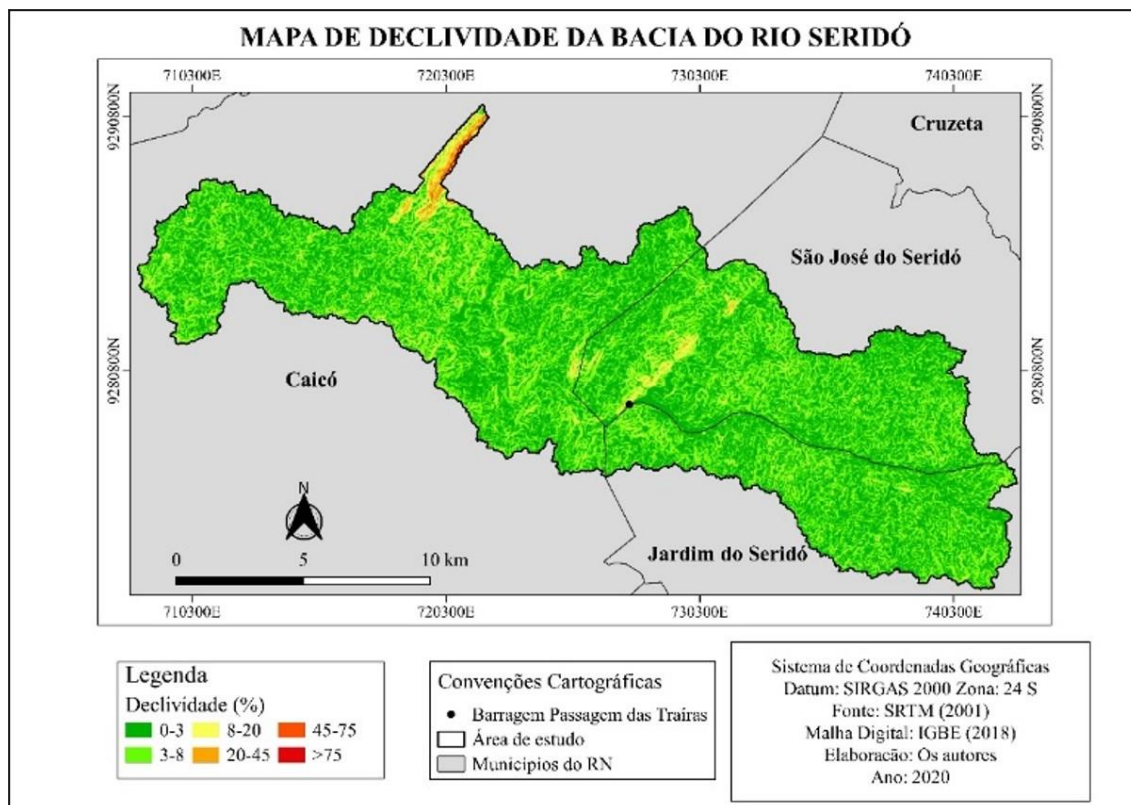 MAPA DE DECLIVIDADE DA BACIA DO RIO SERIDÓ
710300E 720300E 730300E 740300E
9290800N 9290800N
Cruzeta
São José do Seridó
9280800N 9280800N
Caicó
N
Jardim do Seridó
0 5 10 km
710300E 720300E 730300E 740300E
Legenda
Declividade (%)
0-3 8-20 45-75
3-8 20-45 >75
Convenções Cartográficas
Barragem Passagem das Traíras
Área de estudo
Municípios do RN
Sistema de Coordenadas Geográficas
Datum: SIRGAS 2000 Zona: 24 S
Fonte: SRTM (2001)
Malha Digital: IGBE (2018)
Elaboração: Os autores
Ano: 2020